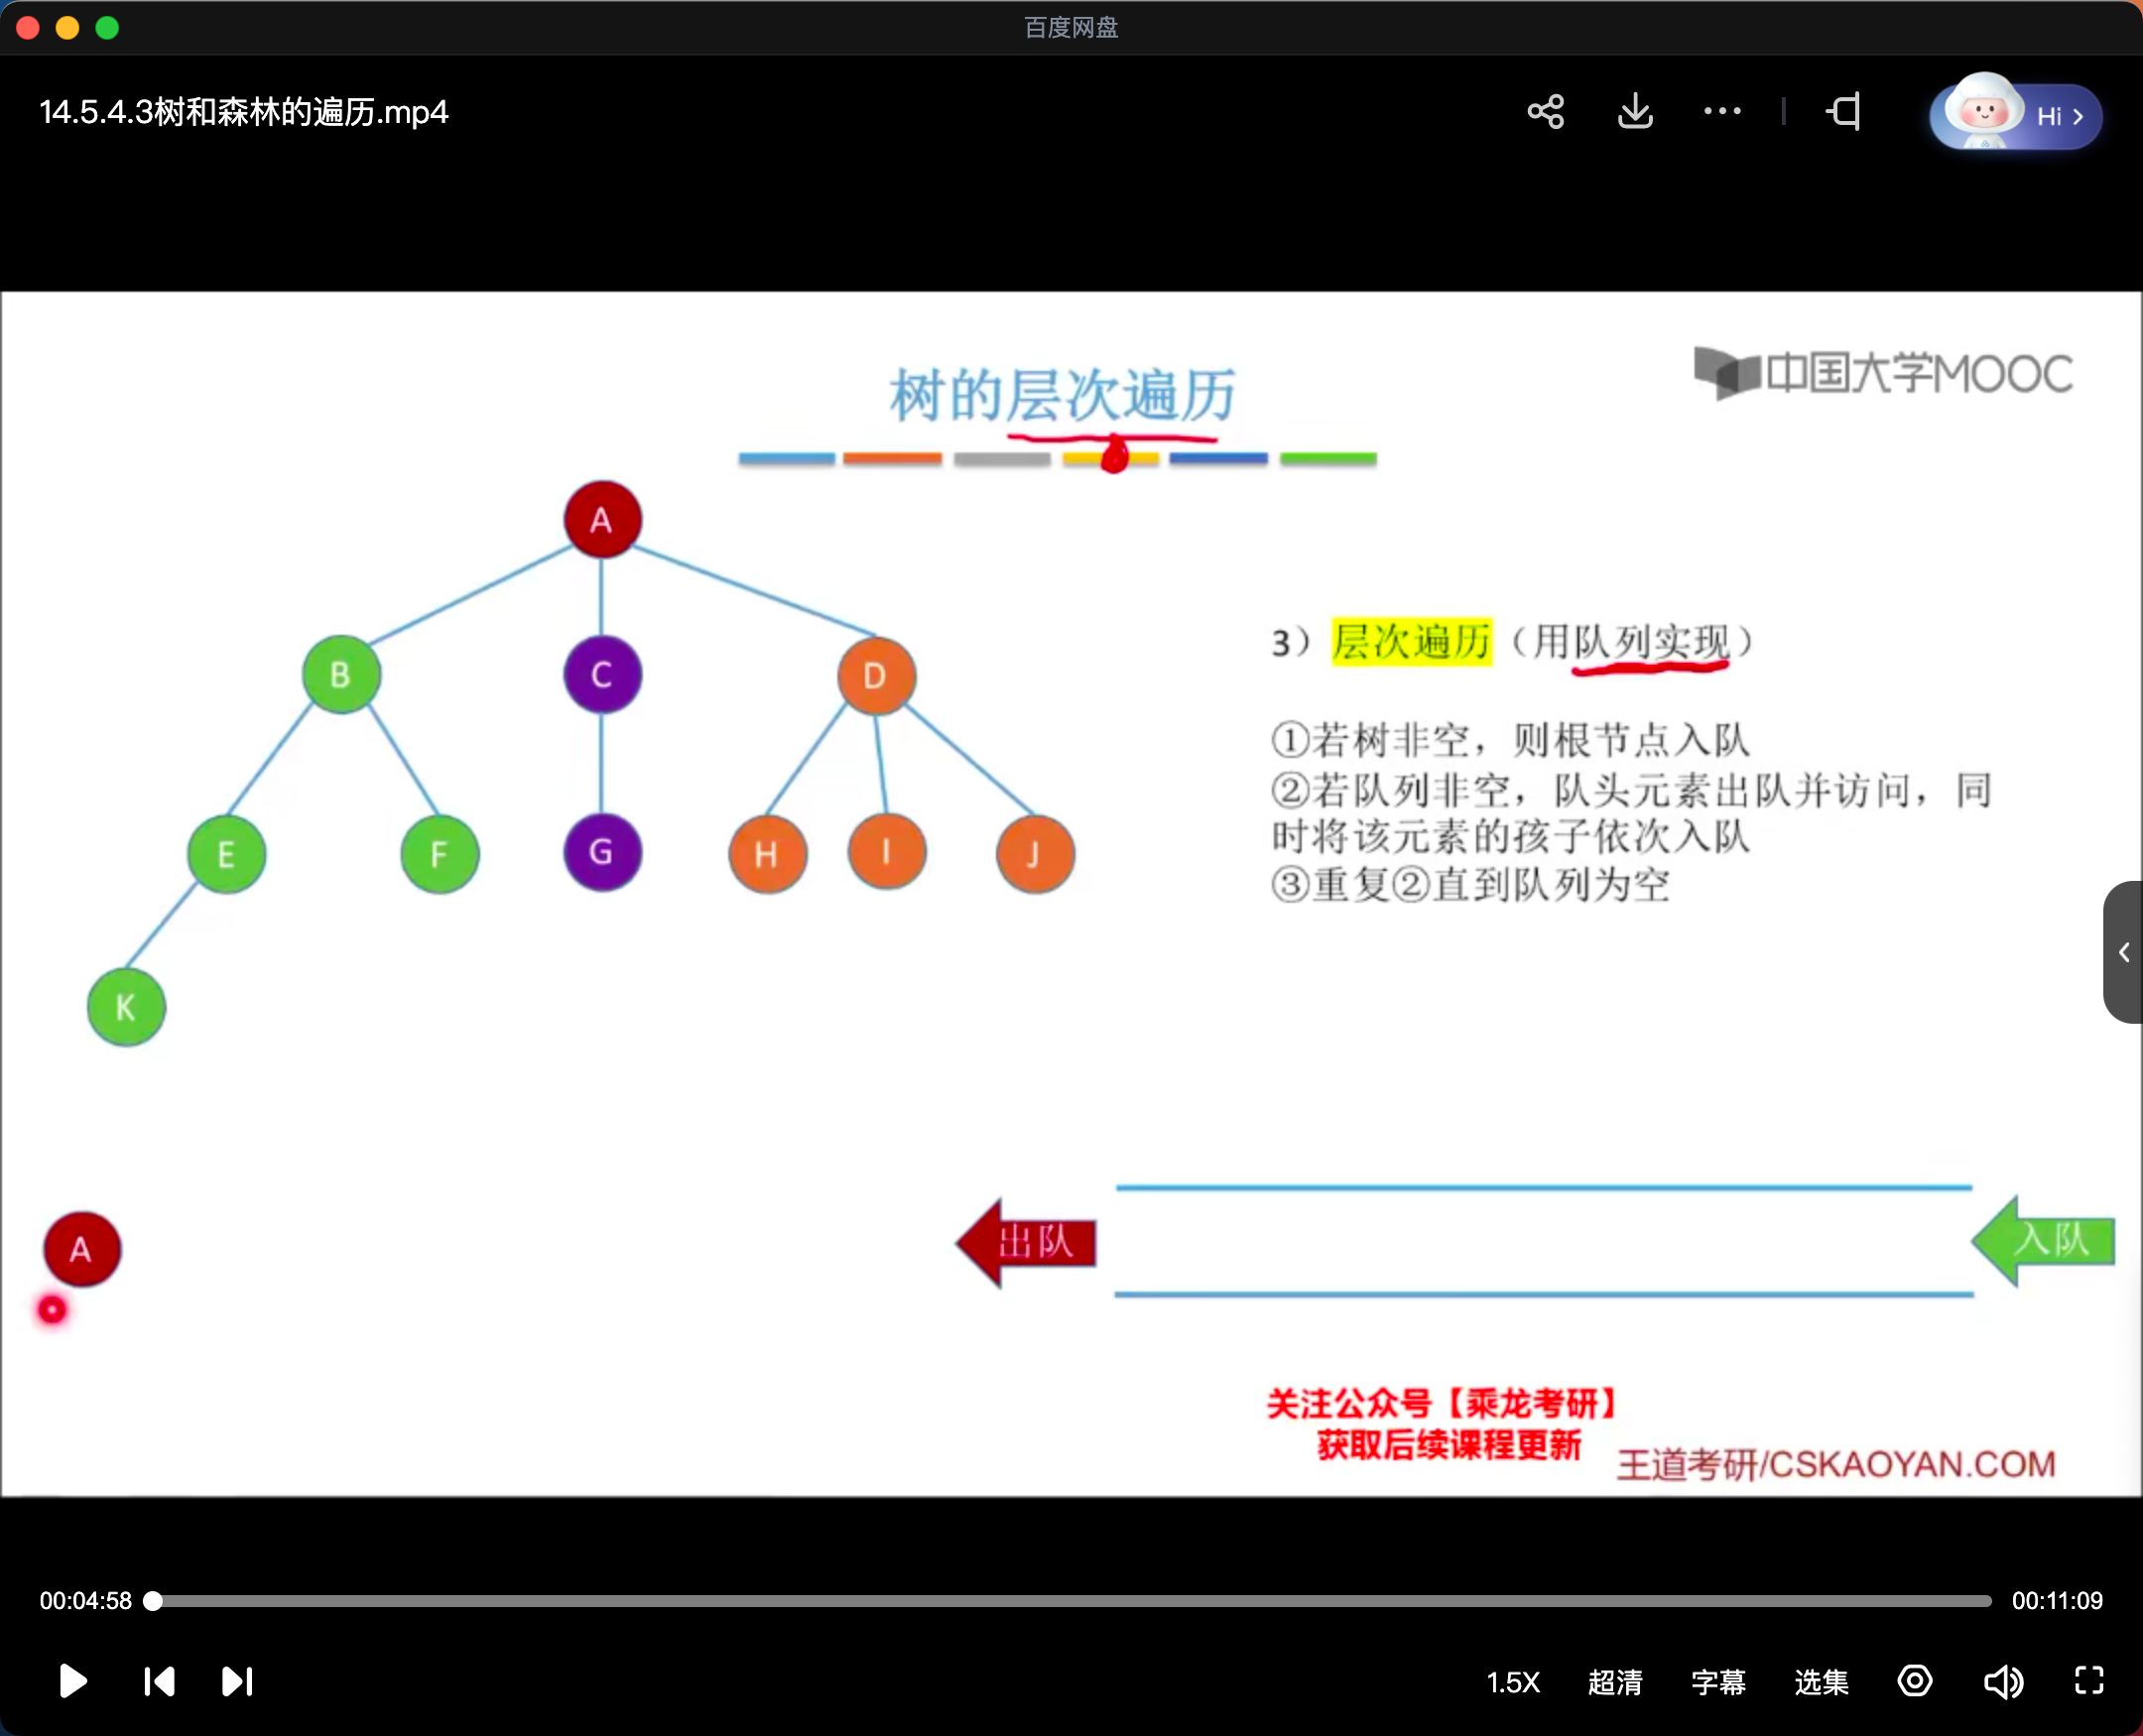 百度网盘
14.5.4.3树和森林的遍历.mp4
Hi
中国大学MOOC
树的层次遍历
A
B
C
D
E
F
G
H
I
J
K
3）层次遍历（用队列实现）
①若树非空，则根节点入队
②若队列非空，队头元素出队并访问，同
时将该元素的孩子依次入队
③重复②直到队列为空
A
出队
入队
关注公众号【乘龙考研】
获取后续课程更新
王道考研/CSKAOYAN.COM
00:04:58
00:11:09
1.5X
超清
字幕
选集